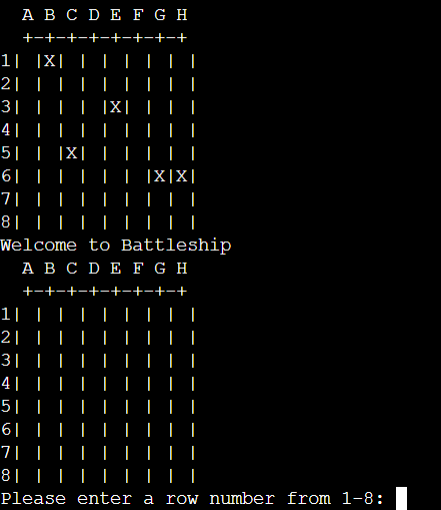 A B C D E F G H
  +-+-+-+-+-+-+-+
1| |X| | | | | | |
2| | | | | | | | |
3| | | | |X| | | |
4| | | | | | | | |
5| | |X| | | | | |
6| | | | | | |X|X|
7| | | | | | | | |
8| | | | | | | | |
Welcome to Battleship
  A B C D E F G H
  +-+-+-+-+-+-+-+
1| | | | | | | | |
2| | | | | | | | |
3| | | | | | | | |
4| | | | | | | | |
5| | | | | | | | |
6| | | | | | | | |
7| | | | | | | | |
8| | | | | | | | |
Please enter a row number from 1-8: